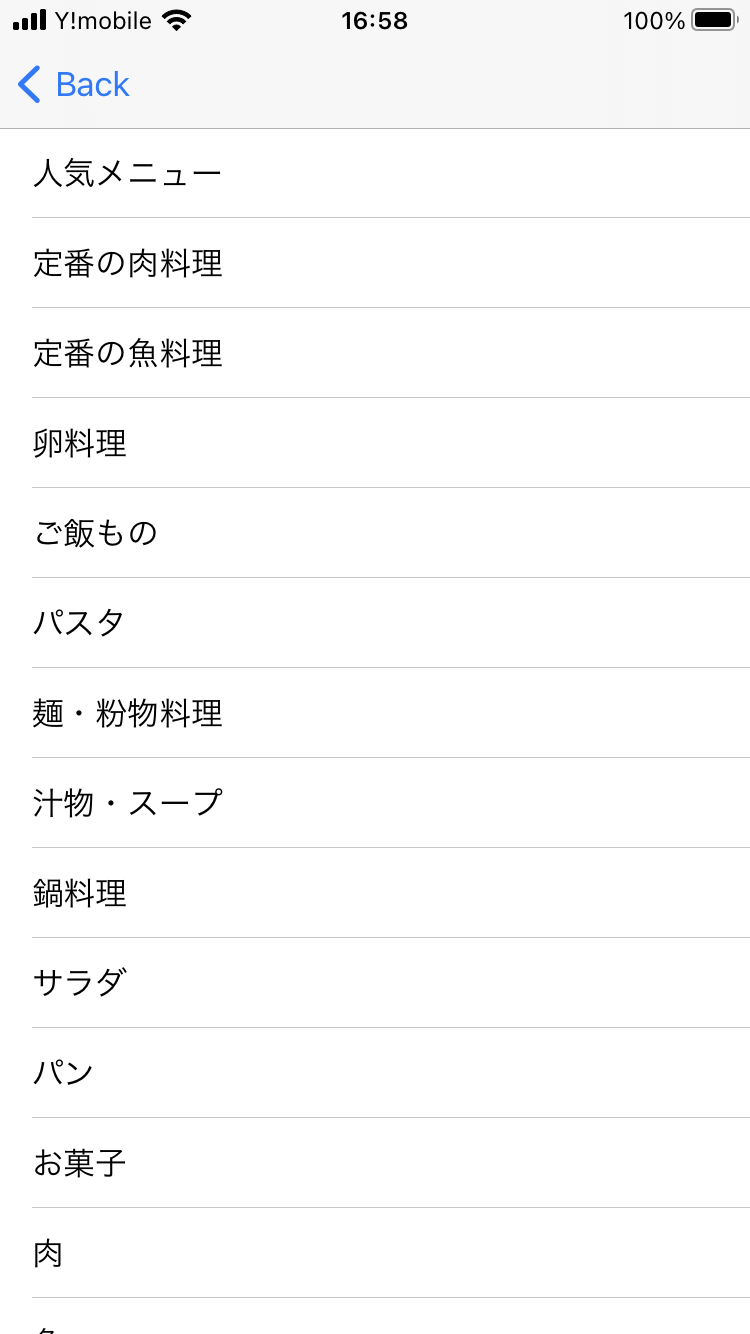 Y!mobile 16:58 100%
Back
人気メニュー
定番の肉料理
定番の魚料理
卵料理
ご飯もの
パスタ
麺・粉物料理
汁物・スープ
鍋料理
サラダ
パン
お菓子
肉